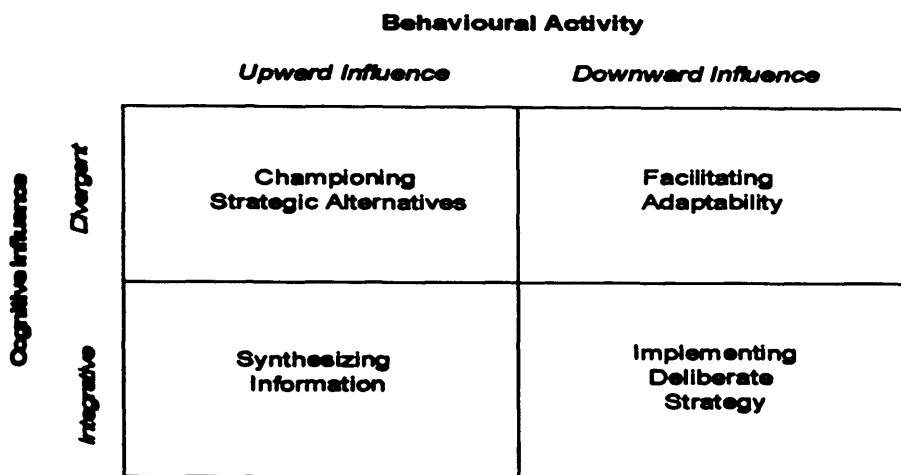 Behavioural Activity
Upward Influence
Downward Influence
Cognitive Influence
Divergent
Championing
Strategic Alternatives
Facilitating
Adaptability
Integrative
Synthesizing
Information
Implementing
Deliberate
Strategy